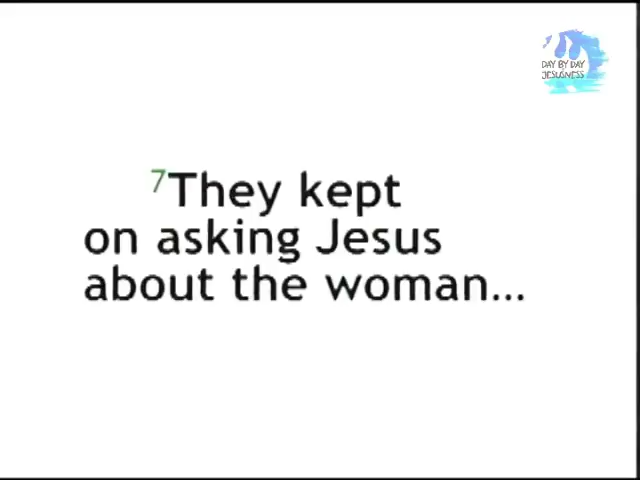 DAY BY DAY
JESUSNESS
7They kept
on asking Jesus
about the woman...